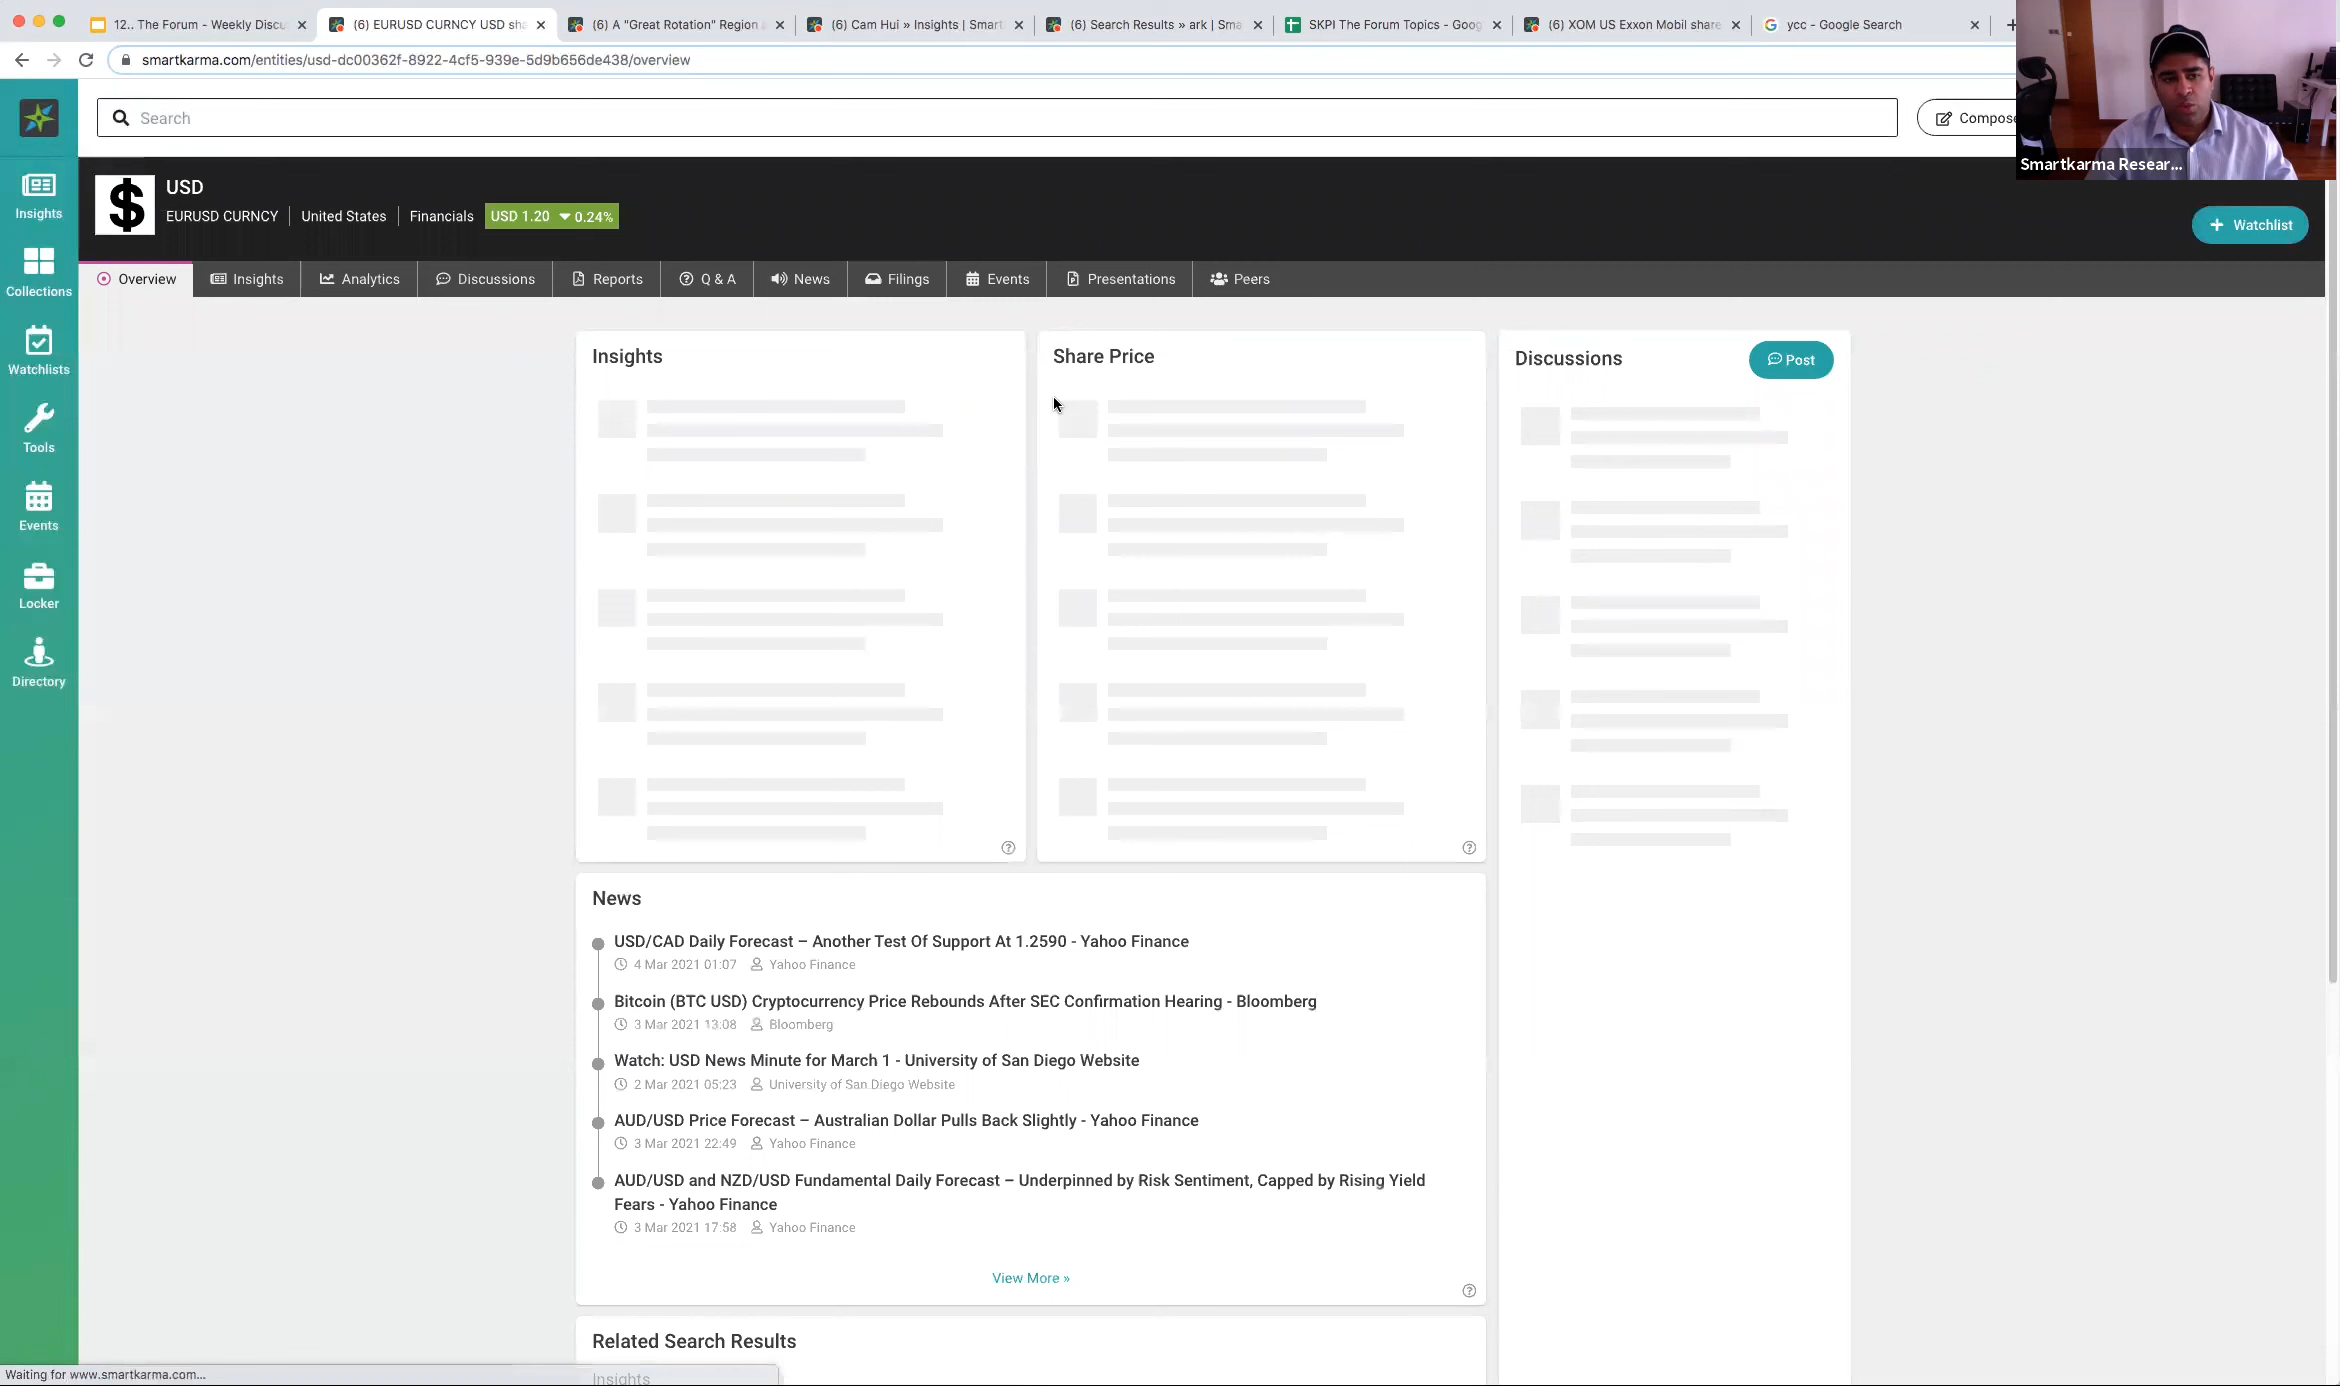 12.. The Forum - Weekly Discu
(6) EURUSD CURNCY USD sha
(6) A "Great Rotation" Region
(6) Cam Hui » Insights | Smart
(6) Search Results » ark | Sma
SKPI The Forum Topics - Goog
(6) XOM US Exxon Mobil share
ycc - Google Search
smartkarma.com/entities/usd-dc00362f-8922-4cf5-939e-5d9b656de438/overview
Search
Compose
Smartkarma Resear...
USD
EURUSD CURNCY
United States
Financials
USD 1.20 ▼ 0.24%
+ Watchlist
Insights
Collections
Watchlists
Tools
Events
Locker
Directory
Overview
Insights
Analytics
Discussions
Reports
Q & A
News
Filings
Events
Presentations
Peers
Insights
Share Price
Discussions
Post
News
USD/CAD Daily Forecast – Another Test Of Support At 1.2590 - Yahoo Finance
4 Mar 2021 01:07 Yahoo Finance
Bitcoin (BTC USD) Cryptocurrency Price Rebounds After SEC Confirmation Hearing - Bloomberg
3 Mar 2021 13:08 Bloomberg
Watch: USD News Minute for March 1 - University of San Diego Website
2 Mar 2021 05:23 University of San Diego Website
AUD/USD Price Forecast – Australian Dollar Pulls Back Slightly - Yahoo Finance
3 Mar 2021 22:49 Yahoo Finance
AUD/USD and NZD/USD Fundamental Daily Forecast – Underpinned by Risk Sentiment, Capped by Rising Yield
Fears - Yahoo Finance
3 Mar 2021 17:58 Yahoo Finance
View More »
Related Search Results
Insights
Waiting for www.smartkarma.com...